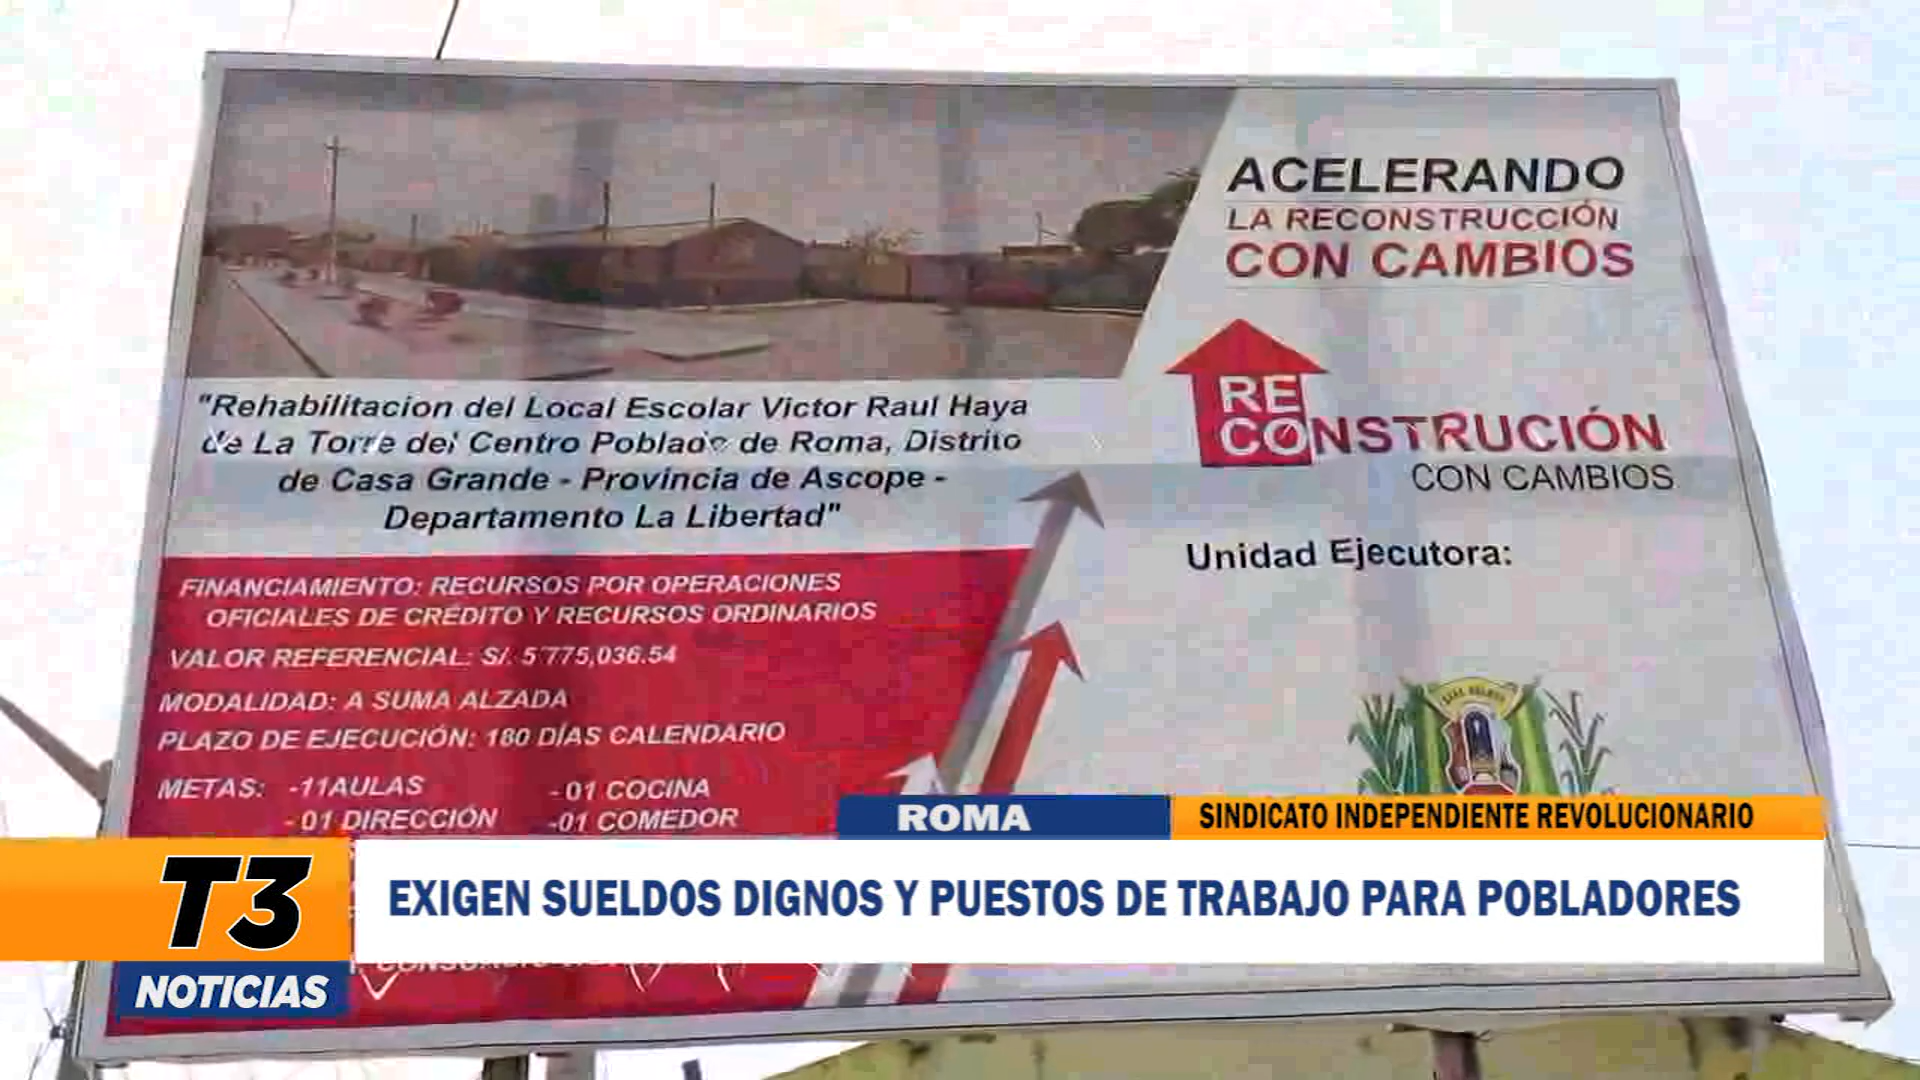 ACELERANDO
LA RECONSTRUCCIÓN
CON CAMBIOS
RE
CONSTRUCIÓN
CON CAMBIOS
"Rehabilitacion del Local Escolar Victor Raul Haya
de La Torre del Centro Poblado de Roma, Distrito
de Casa Grande - Provincia de Ascope -
Departamento La Libertad"
Unidad Ejecutora:
FINANCIAMIENTO: RECURSOS POR OPERACIONES
OFICIALES DE CRÉDITO Y RECURSOS ORDINARIOS
VALOR REFERENCIAL: S/. 5'775,036.54
MODALIDAD: A SUMA ALZADA
PLAZO DE EJECUCIÓN: 180 DÍAS CALENDARIO
METAS: -11AULAS -01 COCINA
-01 DIRECCIÓN -01 COMEDOR
ROMA
SINDICATO INDEPENDIENTE REVOLUCIONARIO
T3
NOTICIAS
EXIGEN SUELDOS DIGNOS Y PUESTOS DE TRABAJO PARA POBLADORES